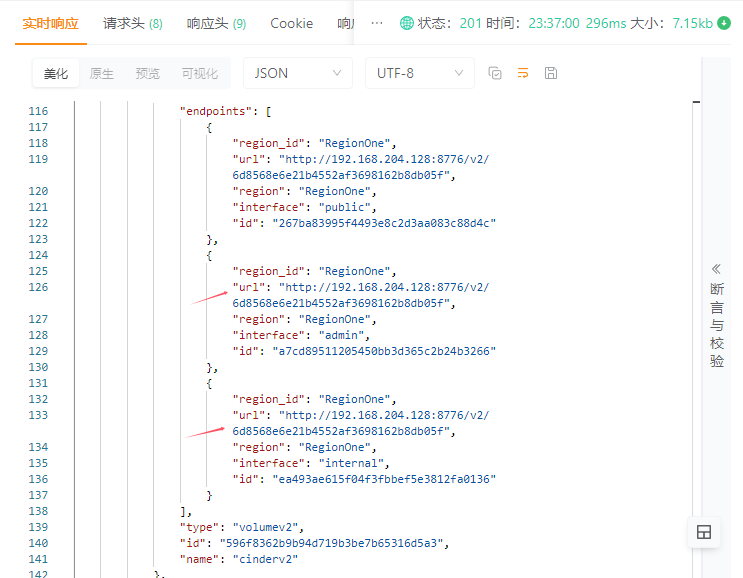 实时响应 请求头 (8) 响应头 (9) Cookie 响 ··· 状态：201 时间：23:37:00 296ms 大小：7.15kb
美化 原生 预览 可视化 JSON UTF-8
116 "endpoints": [
117 {
118 "region_id": "RegionOne",
119 "url": "http://192.168.204.128:8776/v2/
6d8568e6e21b4552af3698162b8db05f",
120 "region": "RegionOne",
121 "interface": "public",
122 "id": "267ba83995f4493e8c2d3aa083c88d4c"
123 },
124 {
125 "region_id": "RegionOne",
126 "url": "http://192.168.204.128:8776/v2/
6d8568e6e21b4552af3698162b8db05f",
127 "region": "RegionOne",
128 "interface": "admin",
129 "id": "a7cd89511205450bb3d365c2b24b3266"
130 },
131 {
132 "region_id": "RegionOne",
133 "url": "http://192.168.204.128:8776/v2/
6d8568e6e21b4552af3698162b8db05f",
134 "region": "RegionOne",
135 "interface": "internal",
136 "id": "ea493ae615f04f3fbbef5e3812fa0136"
137 }
138 ],
139 "type": "volumev2",
140 "id": "596f8362b9b94d719b3be7b65316d5a3",
141 "name": "cinderv2"
142 },
断言与校验